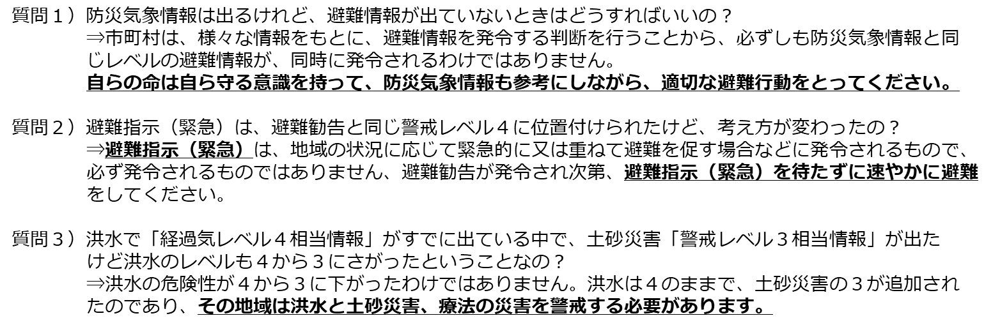 質問１）防災気象情報は出るけれど、避難情報が出ていないときはどうすればいいの？
⇒市町村は、様々な情報をもとに、避難情報を発令する判断を行うことから、必ずしも防災気象情報と同
じレベルの避難情報が、同時に発令されるわけではありません。
自らの命は自ら守る意識を持って、防災気象情報も参考にしながら、適切な避難行動をとってください。
質問２）避難指示（緊急）は、避難勧告と同じ警戒レベル４に位置付けられたけど、考え方が変わったの？
⇒避難指示（緊急）は、地域の状況に応じて緊急的に又は重ねて避難を促す場合などに発令されるもので、
必ず発令されるものではありません、避難勧告が発令され次第、避難指示（緊急）を待たずに速やかに避難
をしてください。
質問３）洪水で「経過気レベル４相当情報」がすでに出ている中で、土砂災害「警戒レベル３相当情報」が出た
けど洪水のレベルも４から３にさがったということなの？
⇒洪水の危険性が４から３に下がったわけではありません。洪水は４のままで、土砂災害の３が追加され
たのであり、その地域は洪水と土砂災害、療法の災害を警戒する必要があります。